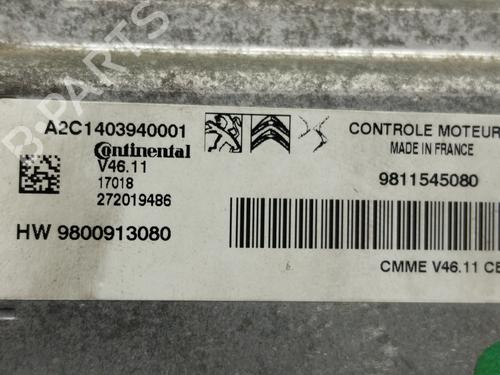 A2C1403940001
Continental
V46.11
17018
272019486
HW 9800913080
CONTROLE MOTEUR
MADE IN FRANCE
9811545080
CMME V46.11 CE
B-PARTS